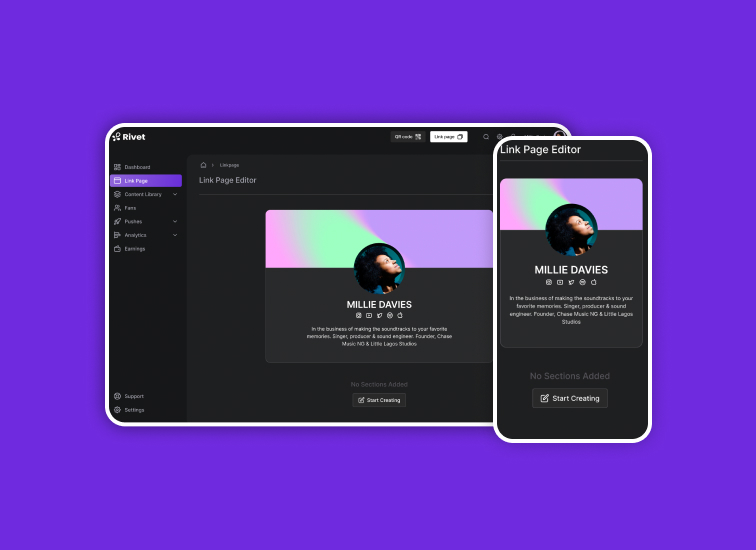 Rivet
QR code
Link page
Linkpage
Link Page Editor
Dashboard
Link Page
Content Library
Fans
Pushes
Analytics
Earnings
Support
Settings
MILLIE DAVIES
In the business of making the soundtracks to your favorite
memories. Singer, producer & sound engineer. Founder, Chase
Music NG & Little Lagos Studios
No Sections Added
Start Creating
Link Page Editor
MILLIE DAVIES
In the business of making the soundtracks to your
favorite memories. Singer, producer & sound
engineer. Founder, Chase Music NG & Little Lagos
Studios
No Sections Added
Start Creating